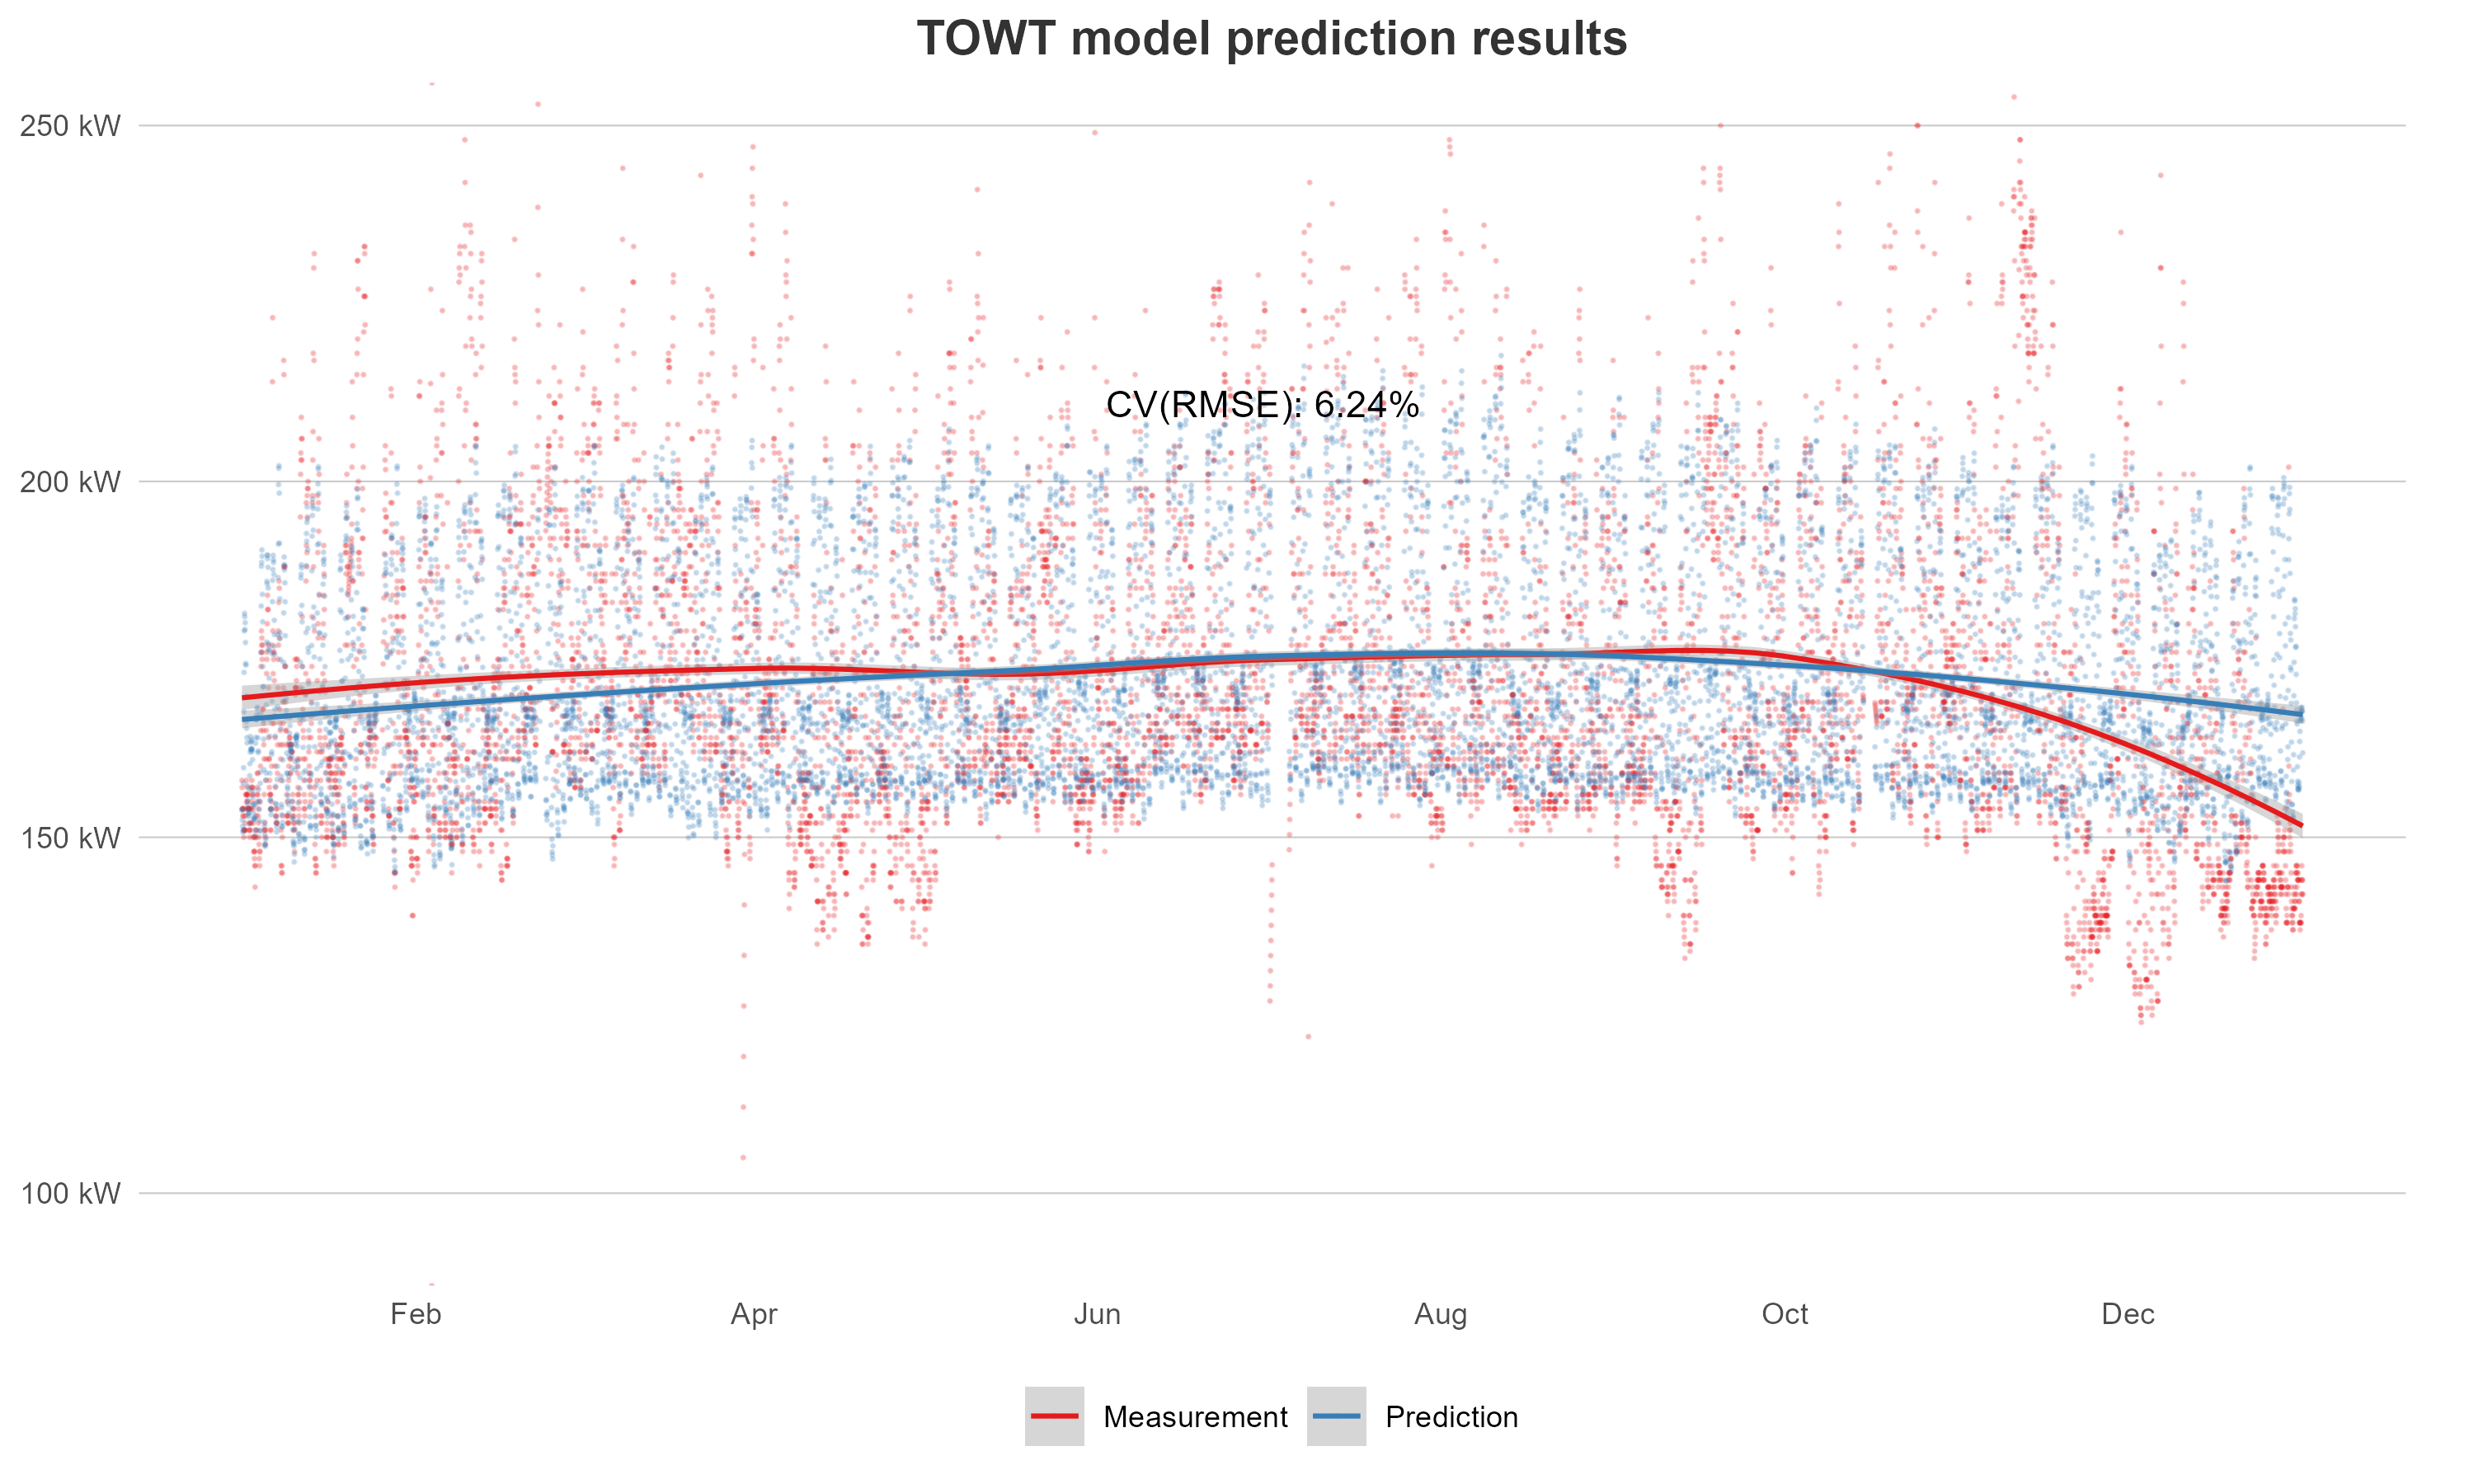 TOWT model prediction results
250 kW
CV(RMSE): 6.24%
200 kW
150 kW
100 kW
Feb Apr Jun Aug Oct Dec
Measurement Prediction